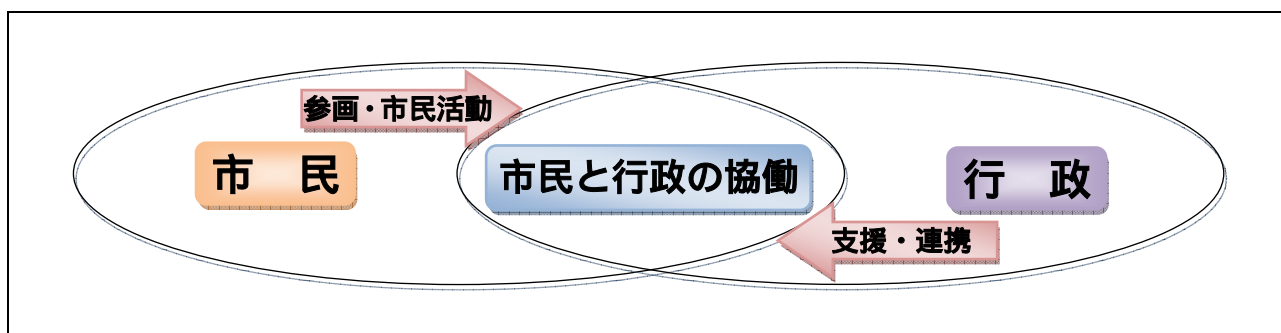 参画・市民活動
市　民
市民と行政の協働
行　政
支援・連携